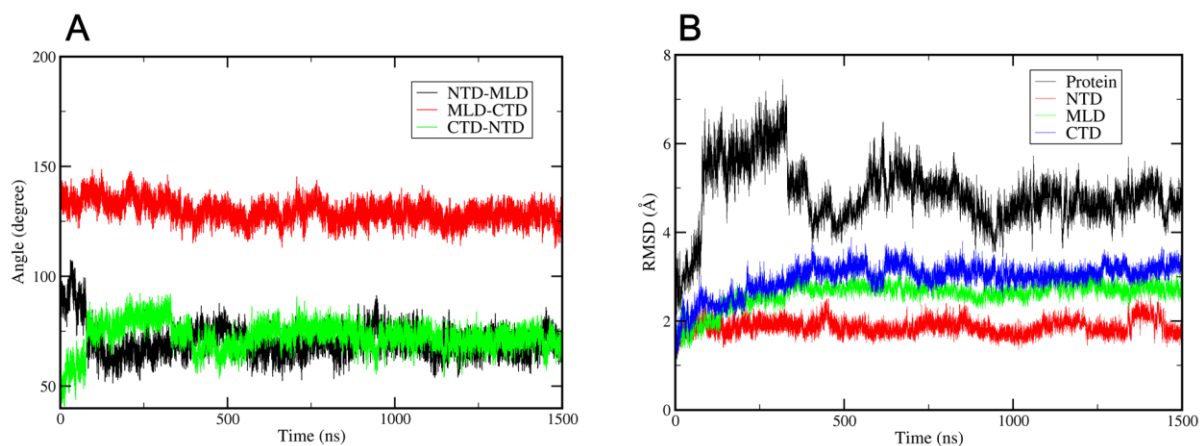 A
200
150
100
50
Angle (degree)
NTD-MLD
MLD-CTD
CTD-NTD
0
500
1000
1500
Time (ns)
B
8
6
4
2
0
RMSD (Å)
Protein
NTD
MLD
CTD
0
500
1000
1500
Time (ns)